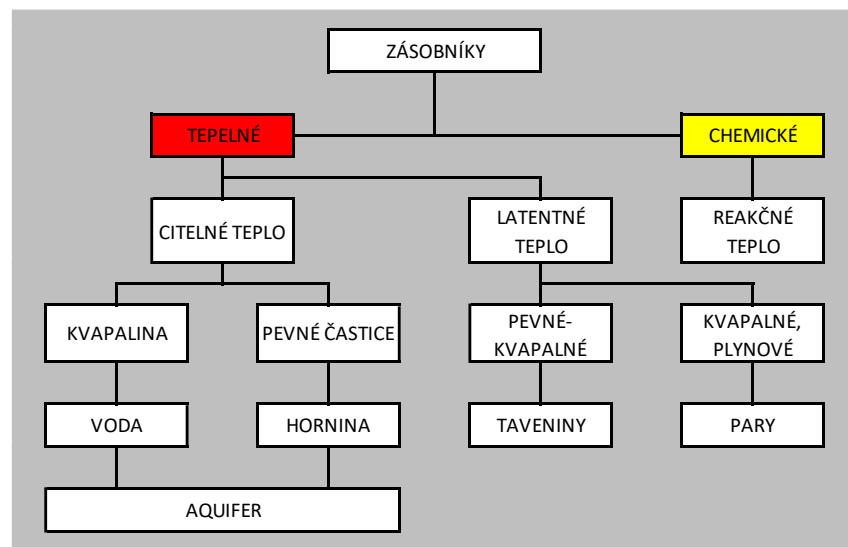 ZÁSOBNÍKY
TEPELNÉ
CHEMICKÉ
CITELNÉ TEPLO
LATENTNÉ
TEPLO
REAKČNÉ
TEPLO
KVAPALINA
PEVNÉ ČASTICE
PEVNÉ-
KVAPALNÉ
KVAPALNÉ,
PLYNOVÉ
VODA
HORNINA
TAVENINY
PARY
AQUIFER